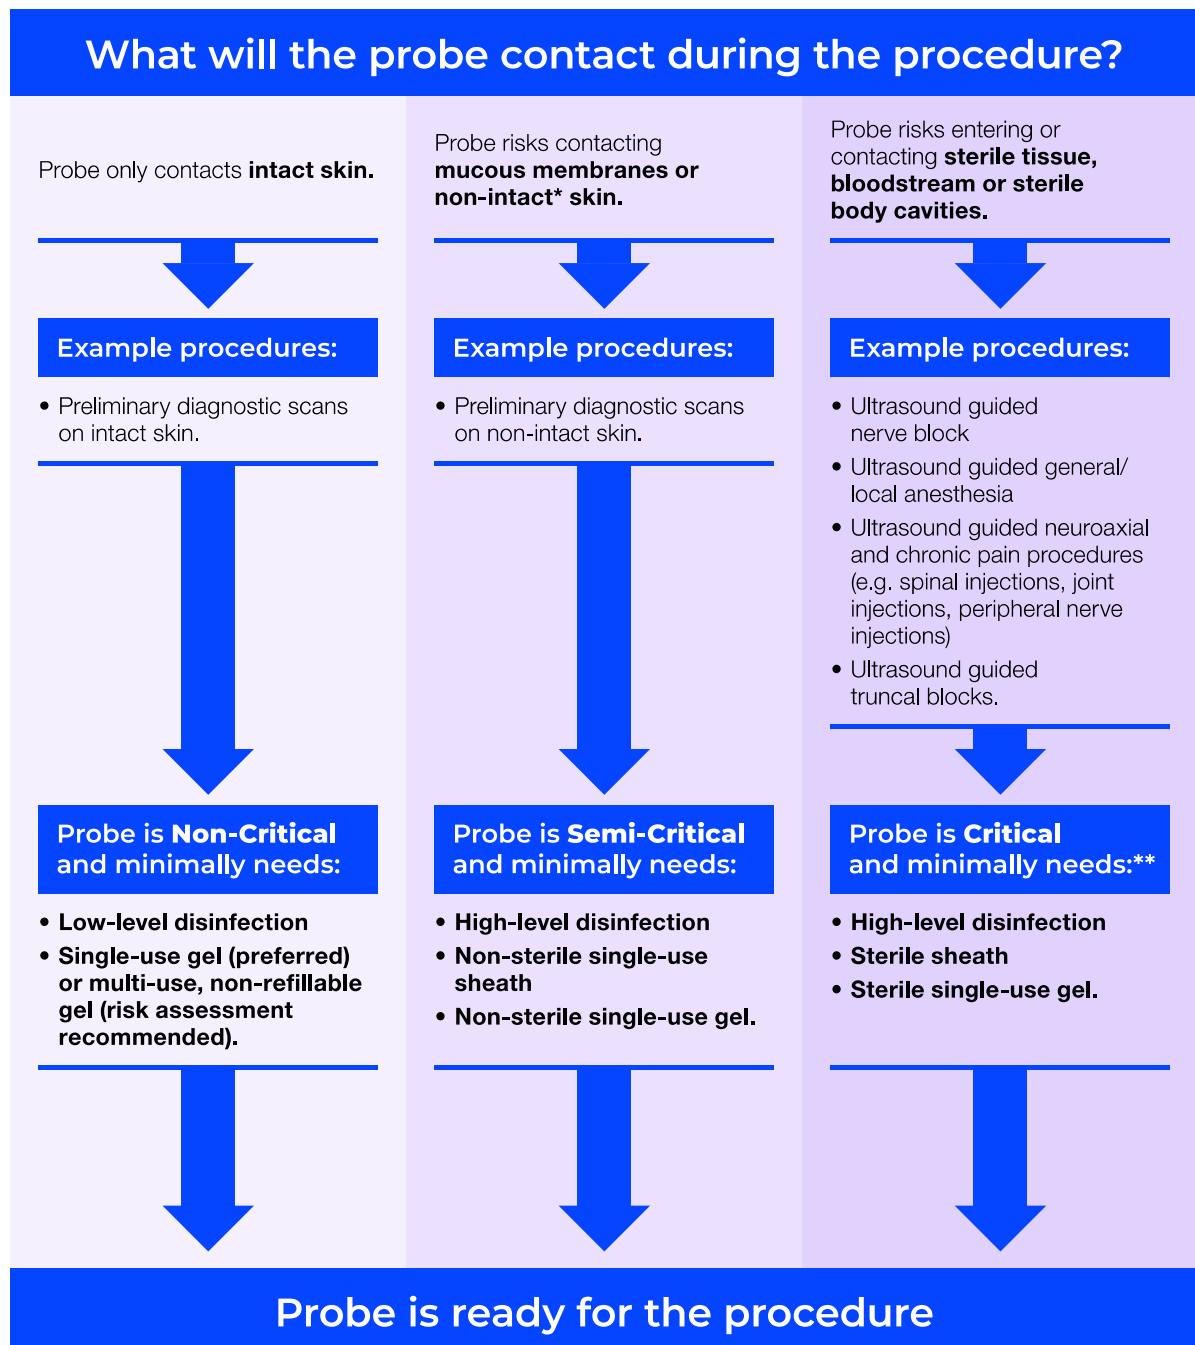 What will the probe contact during the procedure?
Probe only contacts intact skin.
Example procedures:
• Preliminary diagnostic scans
on intact skin.
Probe is Non-Critical
and minimally needs:
• Low-level disinfection
• Single-use gel (preferred)
or multi-use, non-refillable
gel (risk assessment
recommended).
Probe risks contacting
mucous membranes or
non-intact* skin.
Example procedures:
• Preliminary diagnostic scans
on non-intact skin.
Probe is Semi-Critical
and minimally needs:
• High-level disinfection
• Non-sterile single-use
sheath
• Non-sterile single-use gel.
Probe risks entering or
contacting sterile tissue,
bloodstream or sterile
body cavities.
Example procedures:
• Ultrasound guided
nerve block
• Ultrasound guided general/
local anesthesia
• Ultrasound guided neuroaxial
and chronic pain procedures
(e.g. spinal injections, joint
injections, peripheral nerve
injections)
• Ultrasound guided
truncal blocks.
Probe is Critical
and minimally needs:**
• High-level disinfection
• Sterile sheath
• Sterile single-use gel.
Probe is ready for the procedure